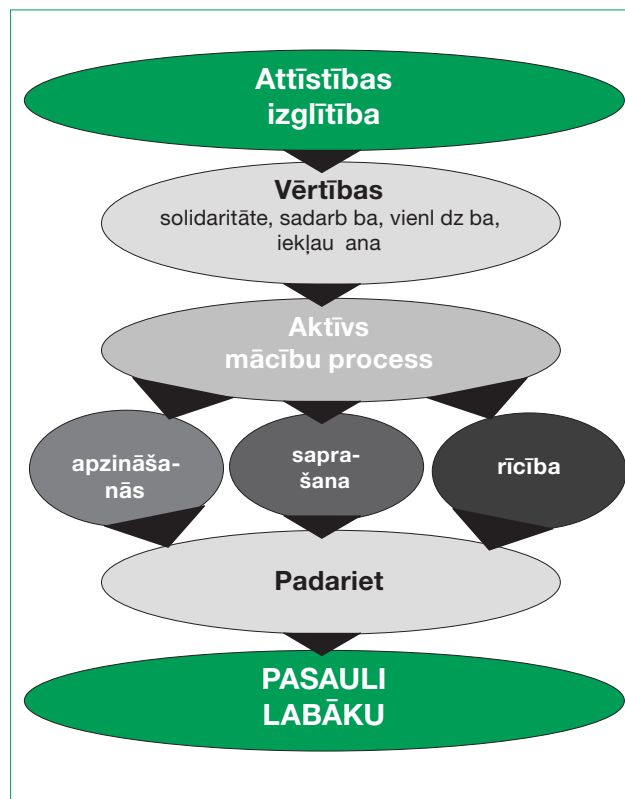 Attīstības
izglītība
Vērtības
solidaritāte, sadarb ba, vienl dz ba,
iekļau ana
Aktīvs
mācību process
apzināša-
nās
sapra-
šana
rīcība
Padariet
PASAULI
LABĀKU